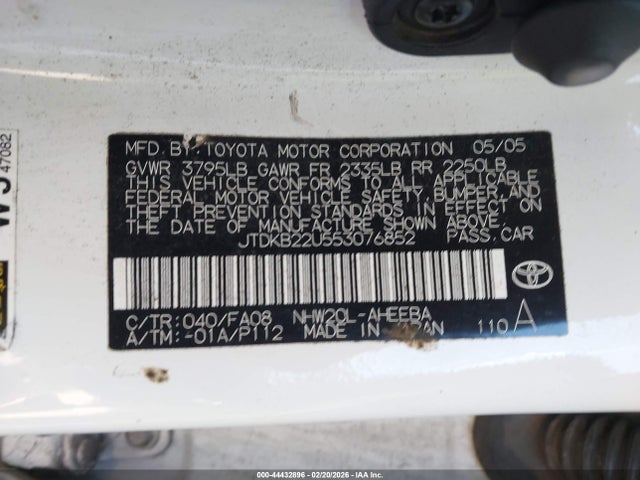 MFD. BY: TOYOTA MOTOR CORPORATION 05/05
GVWR 3795LB GAWR FR 2335LB RR 2250LB
THIS VEHICLE CONFORMS TO ALL APPLICABLE
FEDERAL MOTOR VEHICLE SAFETY, BUMPER, AND
THEFT PREVENTION STANDARDS IN EFFECT ON
THE DATE OF MANUFACTURE SHOWN ABOVE.
JTDKB22U553076852 PASS. CAR
C/TR: 040/FA08 NHW20L-AHEEBA
A/TM: -01A/P112 MADE IN JAPAN 110 A
47082
000-44432896 - 02/20/2026 - IAA Inc.